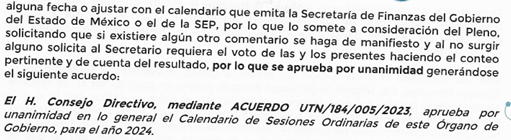 alguna fecha o ajustar con el calendario que emita la Secretaría de Finanzas del Gobierno
del Estado de México o el de la SEP, por lo que lo somete a consideración del Pleno,
solicitando que si existiere algún otro comentario se haga de manifiesto y al no surgir
alguno solicita al Secretario requiera el voto de las y los presentes haciendo el conteo
pertinente y de cuenta del resultado, por lo que se aprueba por unanimidad generándose
el siguiente acuerdo:
El H. Consejo Directivo, mediante ACUERDO UTN/184/005/2023, aprueba por
unanimidad en lo general el Calendario de Sesiones Ordinarias de este Órgano de
Gobierno, para el año 2024.